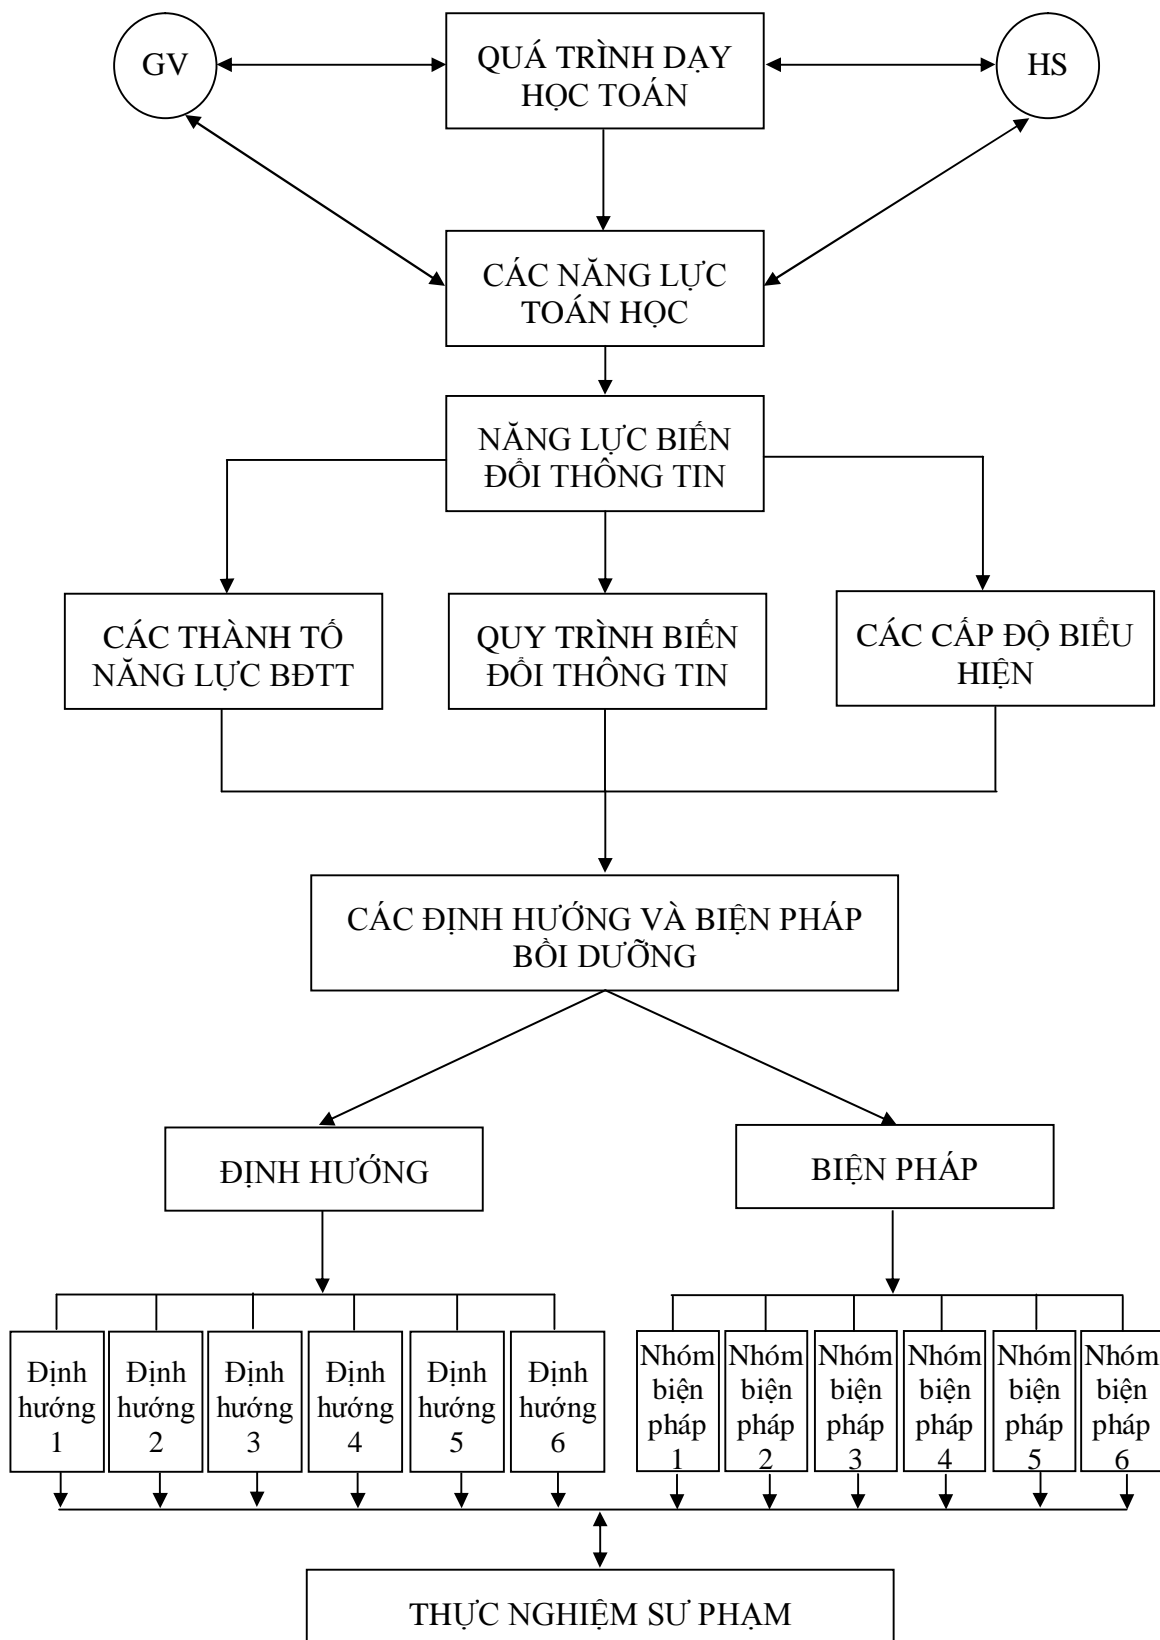 GV
QUÁ TRÌNH DẠY
HỌC TOÁN
HS
CÁC NĂNG LỰC
TOÁN HỌC
NĂNG LỰC BIẾN
ĐỔI THÔNG TIN
CÁC THÀNH TỐ
NĂNG LỰC BĐTT
QUY TRÌNH BIẾN
ĐỔI THÔNG TIN
CÁC CẤP ĐỘ BIỂU
HIỆN
CÁC ĐỊNH HƯỚNG VÀ BIỆN PHÁP
BỒI DƯỠNG
ĐỊNH HƯỚNG
BIỆN PHÁP
Định
hướng
1
Định
hướng
2
Định
hướng
3
Định
hướng
4
Định
hướng
5
Định
hướng
6
Nhóm
biện
pháp
1
Nhóm
biện
pháp
2
Nhóm
biện
pháp
3
Nhóm
biện
pháp
4
Nhóm
biện
pháp
5
Nhóm
biện
pháp
6
THỰC NGHIỆM SƯ PHẠM